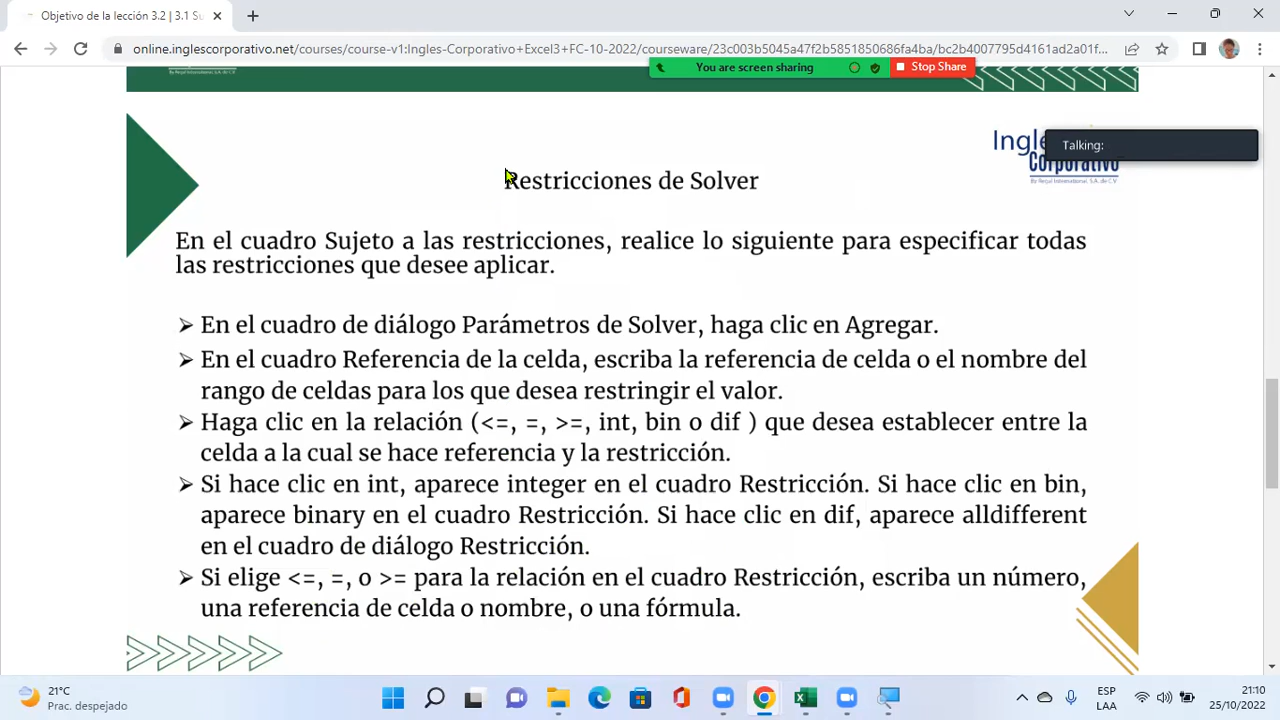 Objetivo de la lección 3.2 | 3.1 S
online.inglescorporativo.net/courses/course-v1:Ingles-Corporativo+Excel3+FC-10-2022/courseware/23c003b5045a47f2b5851850b86fa4ba/bc2b4007795d4161ad2a01f...
You are screen sharing
Stop Share
Talking:
Ingl
Corporativo
By Regal International, S.A. de C.V
Restricciones de Solver
En el cuadro Sujeto a las restricciones, realice lo siguiente para especificar todas
las restricciones que desee aplicar.
➢ En el cuadro de diálogo Parámetros de Solver, haga clic en Agregar.
➢ En el cuadro Referencia de la celda, escriba la referencia de celda o el nombre del
rango de celdas para los que desea restringir el valor.
➢ Haga clic en la relación (<=, =, >=, int, bin o dif ) que desea establecer entre la
celda a la cual se hace referencia y la restricción.
➢ Si hace clic en int, aparece integer en el cuadro Restricción. Si hace clic en bin,
aparece binary en el cuadro Restricción. Si hace clic en dif, aparece alldifferent
en el cuadro de diálogo Restricción.
➢ Si elige <=, =, o >= para la relación en el cuadro Restricción, escriba un número,
una referencia de celda o nombre, o una fórmula.
21°C
Prac. despejado
ESP
LAA
21:10
25/10/2022